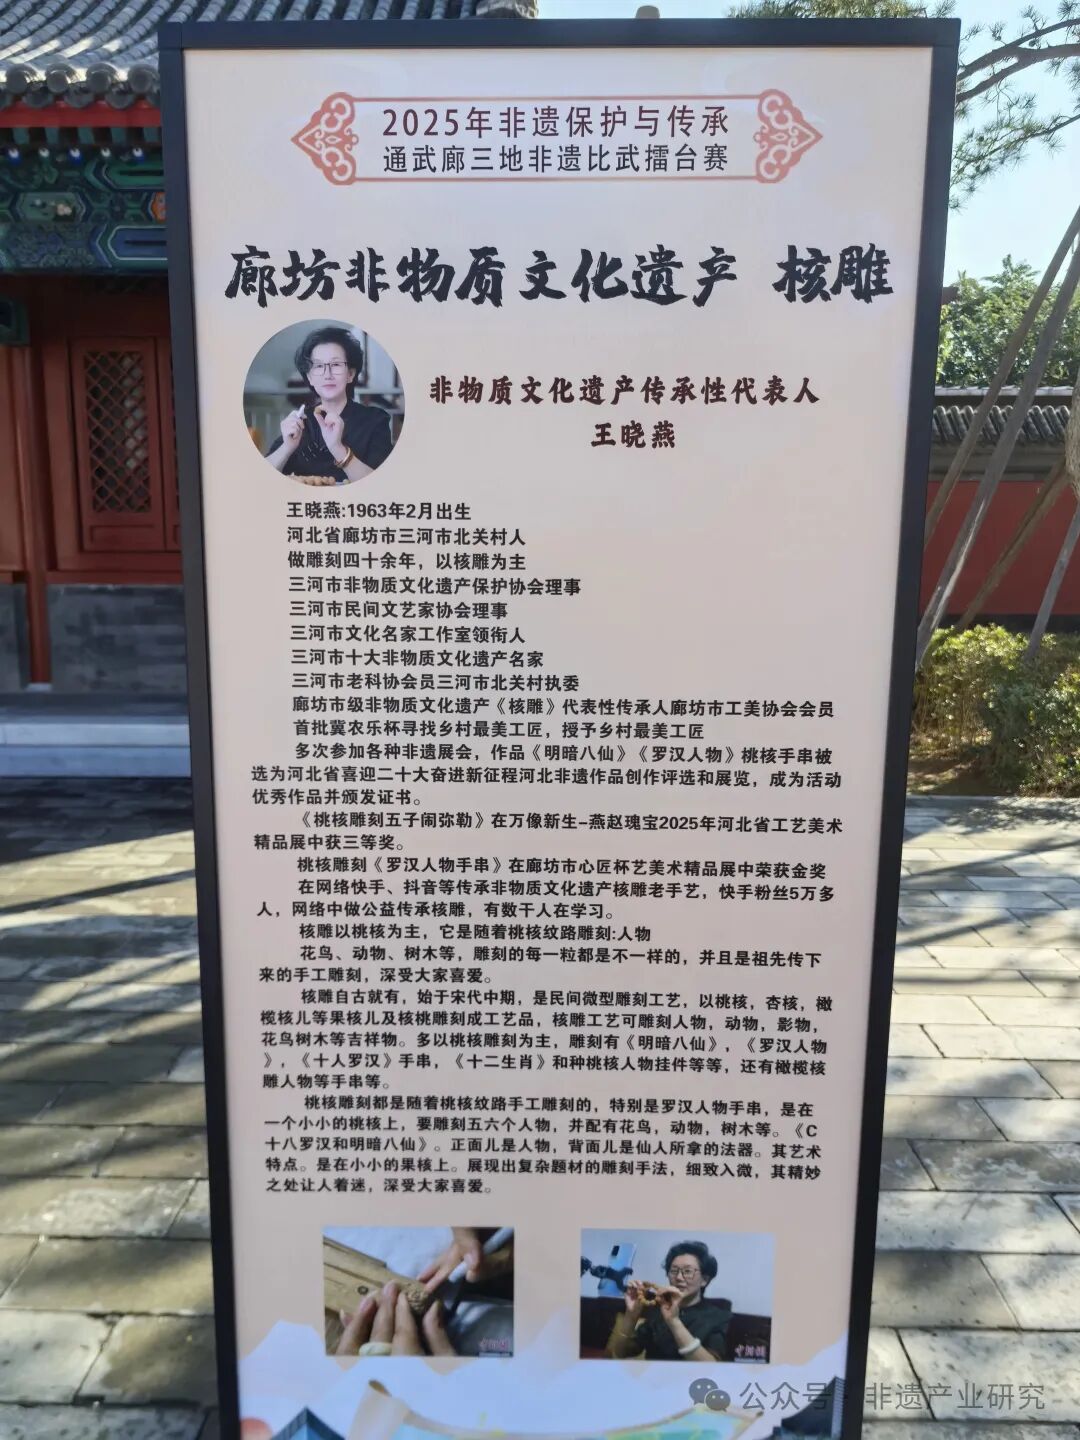 2025年非遗保护与传承
通武廊三地非遗比武擂台赛
廊坊非物质文化遗产 核雕
非物质文化遗产传承性代表人
王晓燕
王晓燕:1963年2月出生
河北省廊坊市三河市北关村人
做雕刻四十余年，以核雕为主
三河市非物质文化遗产保护协会理事
三河市民间文艺家协会理事
三河市文化名家工作室领衔人
三河市十大非物质文化遗产名家
三河市老科协会员三河市北关村执委
廊坊市级非物质文化遗产《核雕》代表性传承人廊坊市工美协会会员
首批冀农乐杯寻找乡村最美工匠，授予乡村最美工匠
多次参加各种非遗展会，作品《明暗八仙》《罗汉人物》桃核手串被
选为河北省喜迎二十大奋进新征程河北非遗作品创作评选和展览，成为活动
优秀作品并颁发证书。
《桃核雕刻五子闹弥勒》在万像新生-燕赵瑰宝2025年河北省工艺美术
精品展中获三等奖。
桃核雕刻《罗汉人物手串》在廊坊市心匠杯艺美术精品展中荣获金奖
在网络快手、抖音等传承非物质文化遗产核雕老手艺，快手粉丝5万多
人，网络中做公益传承核雕，有数千人在学习。
核雕以桃核为主，它是随着桃核纹路雕刻:人物
花鸟、动物、树木等，雕刻的每一粒都是不一样的，并且是祖先传下
来的手工雕刻，深受大家喜爱。
核雕自古就有，始于宋代中期，是民间微型雕刻工艺，以桃核，杏核，橄
榄核儿等果核儿及核桃雕刻成工艺品，核雕工艺可雕刻人物，动物，影物，
花鸟树木等吉祥物。多以桃核雕刻为主，雕刻有《明暗八仙》，《罗汉人物
》，《十人罗汉》手串，《十二生肖》和种桃核人物挂件等等，还有橄榄核
雕人物等手串等。
桃核雕刻都是随着桃核纹路手工雕刻的，特别是罗汉人物手串，是在
一个小小的桃核上，要雕刻五六个人物，并配有花鸟，动物，树木等。《C
十八罗汉和明暗八仙》。正面儿是人物，背面儿是仙人所拿的法器。其艺术
特点。是在小小的果核上。展现出复杂题材的雕刻手法，细致入微，其精妙
之处让人着迷，深受大家喜爱。
公众号 非遗产业研究